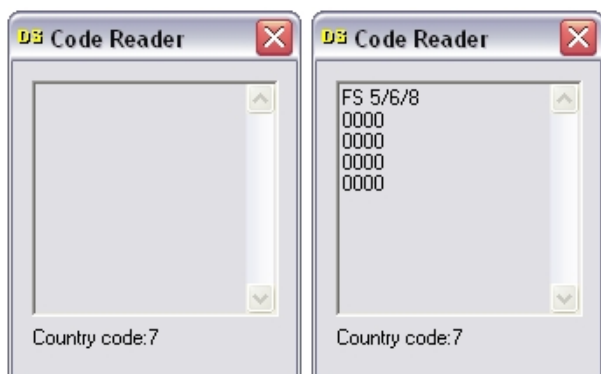 DS Code Reader
Country code:7
DS Code Reader
FS 5/6/8
0000
0000
0000
0000
Country code:7